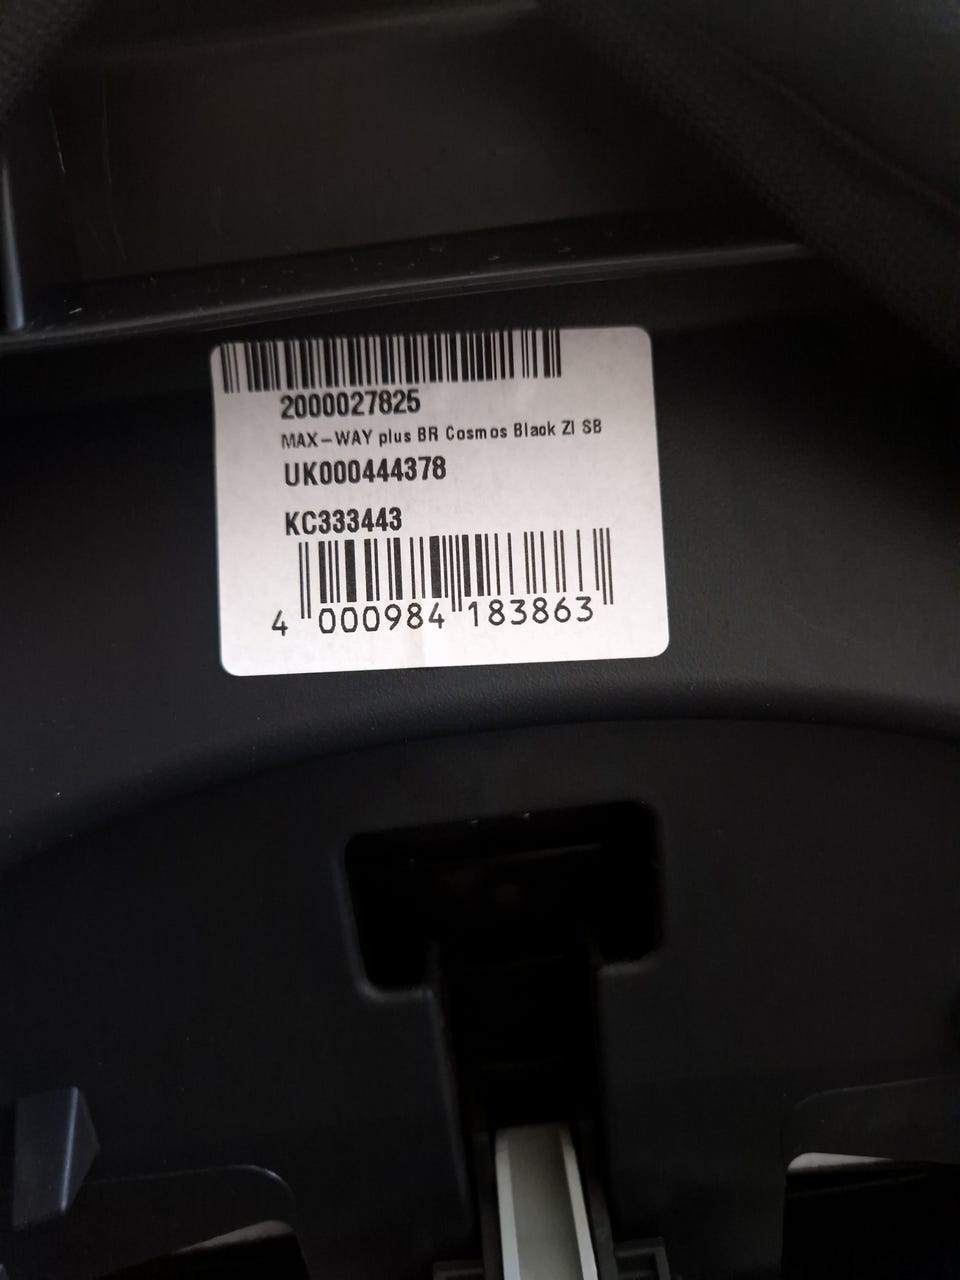 2000027825
MAX-WAY plus BR Cosmos Black ZI SB
UK000444378
KC333443
4 000984 183863